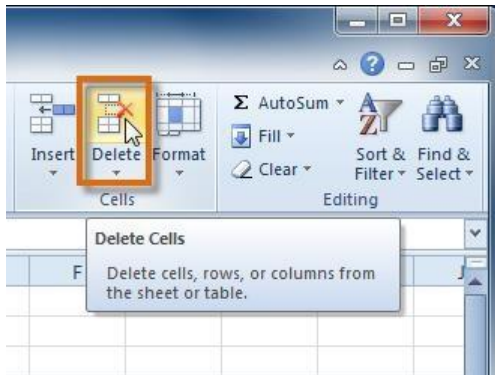 Σ AutoSum
Fill
Clear
Insert Delete Format
Sort & Filter
Find & Select
Cells
Editing
Delete Cells
Delete cells, rows, or columns from
the sheet or table.
F
J